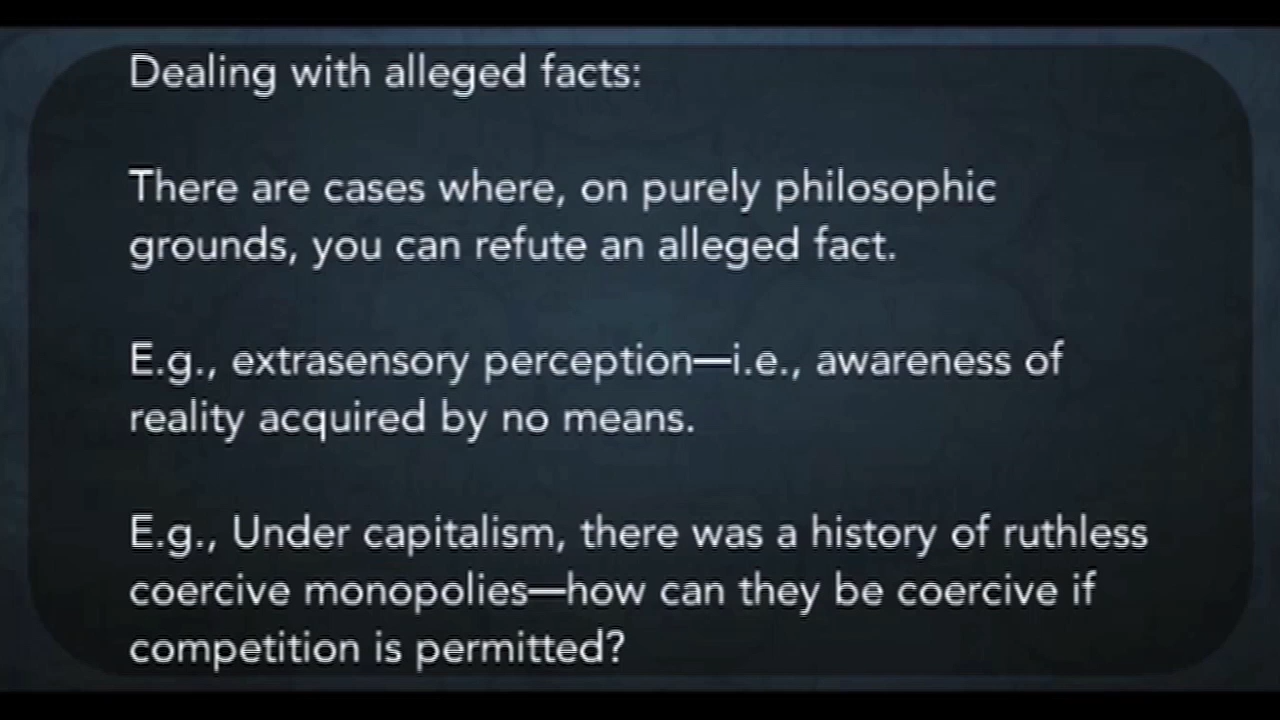 Dealing with alleged facts:
There are cases where, on purely philosophic
grounds, you can refute an alleged fact.
E.g., extrasensory perception—i.e., awareness of
reality acquired by no means.
E.g., Under capitalism, there was a history of ruthless
coercive monopolies—how can they be coercive if
competition is permitted?